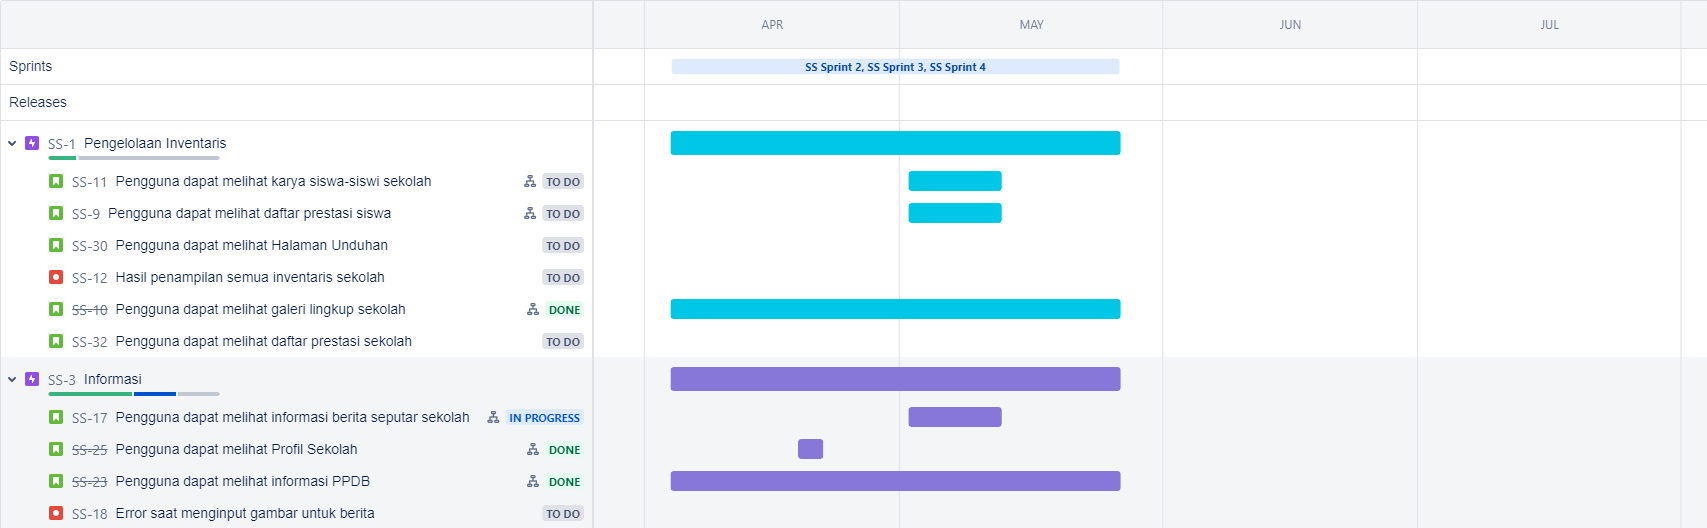 APR MAY JUN JUL
Sprints
SS Sprint 2, SS Sprint 3, SS Sprint 4
Releases
SS-1 Pengelolaan Inventaris
SS-11 Pengguna dapat melihat karya siswa-siswi sekolah TO DO
SS-9 Pengguna dapat melihat daftar prestasi siswa TO DO
SS-30 Pengguna dapat melihat Halaman Unduhan TO DO
SS-12 Hasil penampilan semua inventaris sekolah TO DO
SS-10 Pengguna dapat melihat galeri lingkup sekolah DONE
SS-32 Pengguna dapat melihat daftar prestasi sekolah TO DO
SS-3 Informasi
SS-17 Pengguna dapat melihat informasi berita seputar sekolah IN PROGRESS
SS-25 Pengguna dapat melihat Profil Sekolah DONE
SS-23 Pengguna dapat melihat informasi PPDB DONE
SS-18 Error saat menginput gambar untuk berita TO DO